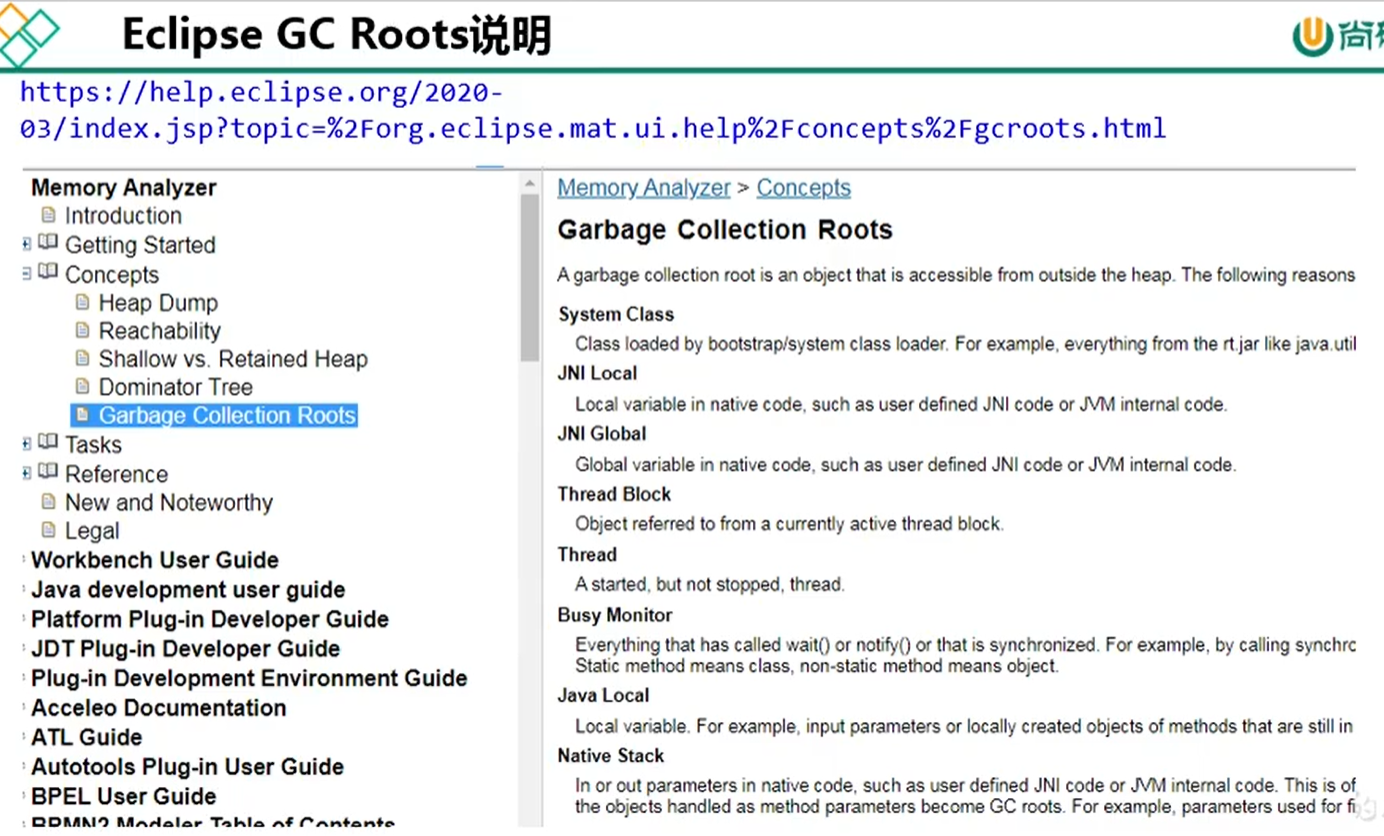 Eclipse GC Roots说明
尚
https://help.eclipse.org/2020-
03/index.jsp?topic=%2Forg.eclipse.mat.ui.help%2Fconcepts%2Fgcroots.html
Memory Analyzer
Introduction
Getting Started
Concepts
Heap Dump
Reachability
Shallow vs. Retained Heap
Dominator Tree
Garbage Collection Roots
Tasks
Reference
New and Noteworthy
Legal
Workbench User Guide
Java development user guide
Platform Plug-in Developer Guide
JDT Plug-in Developer Guide
Plug-in Development Environment Guide
Acceleo Documentation
ATL Guide
Autotools Plug-in User Guide
BPEL User Guide
BPMN2 Modeler Table of Contents
Memory Analyzer > Concepts
Garbage Collection Roots
A garbage collection root is an object that is accessible from outside the heap. The following reasons
System Class
Class loaded by bootstrap/system class loader. For example, everything from the rt.jar like java.util
JNI Local
Local variable in native code, such as user defined JNI code or JVM internal code.
JNI Global
Global variable in native code, such as user defined JNI code or JVM internal code.
Thread Block
Object referred to from a currently active thread block.
Thread
A started, but not stopped, thread.
Busy Monitor
Everything that has called wait() or notify() or that is synchronized. For example, by calling synchro
Static method means class, non-static method means object.
Java Local
Local variable. For example, input parameters or locally created objects of methods that are still in
Native Stack
In or out parameters in native code, such as user defined JNI code or JVM internal code. This is of
the objects handled as method parameters become GC roots. For example, parameters used for fi